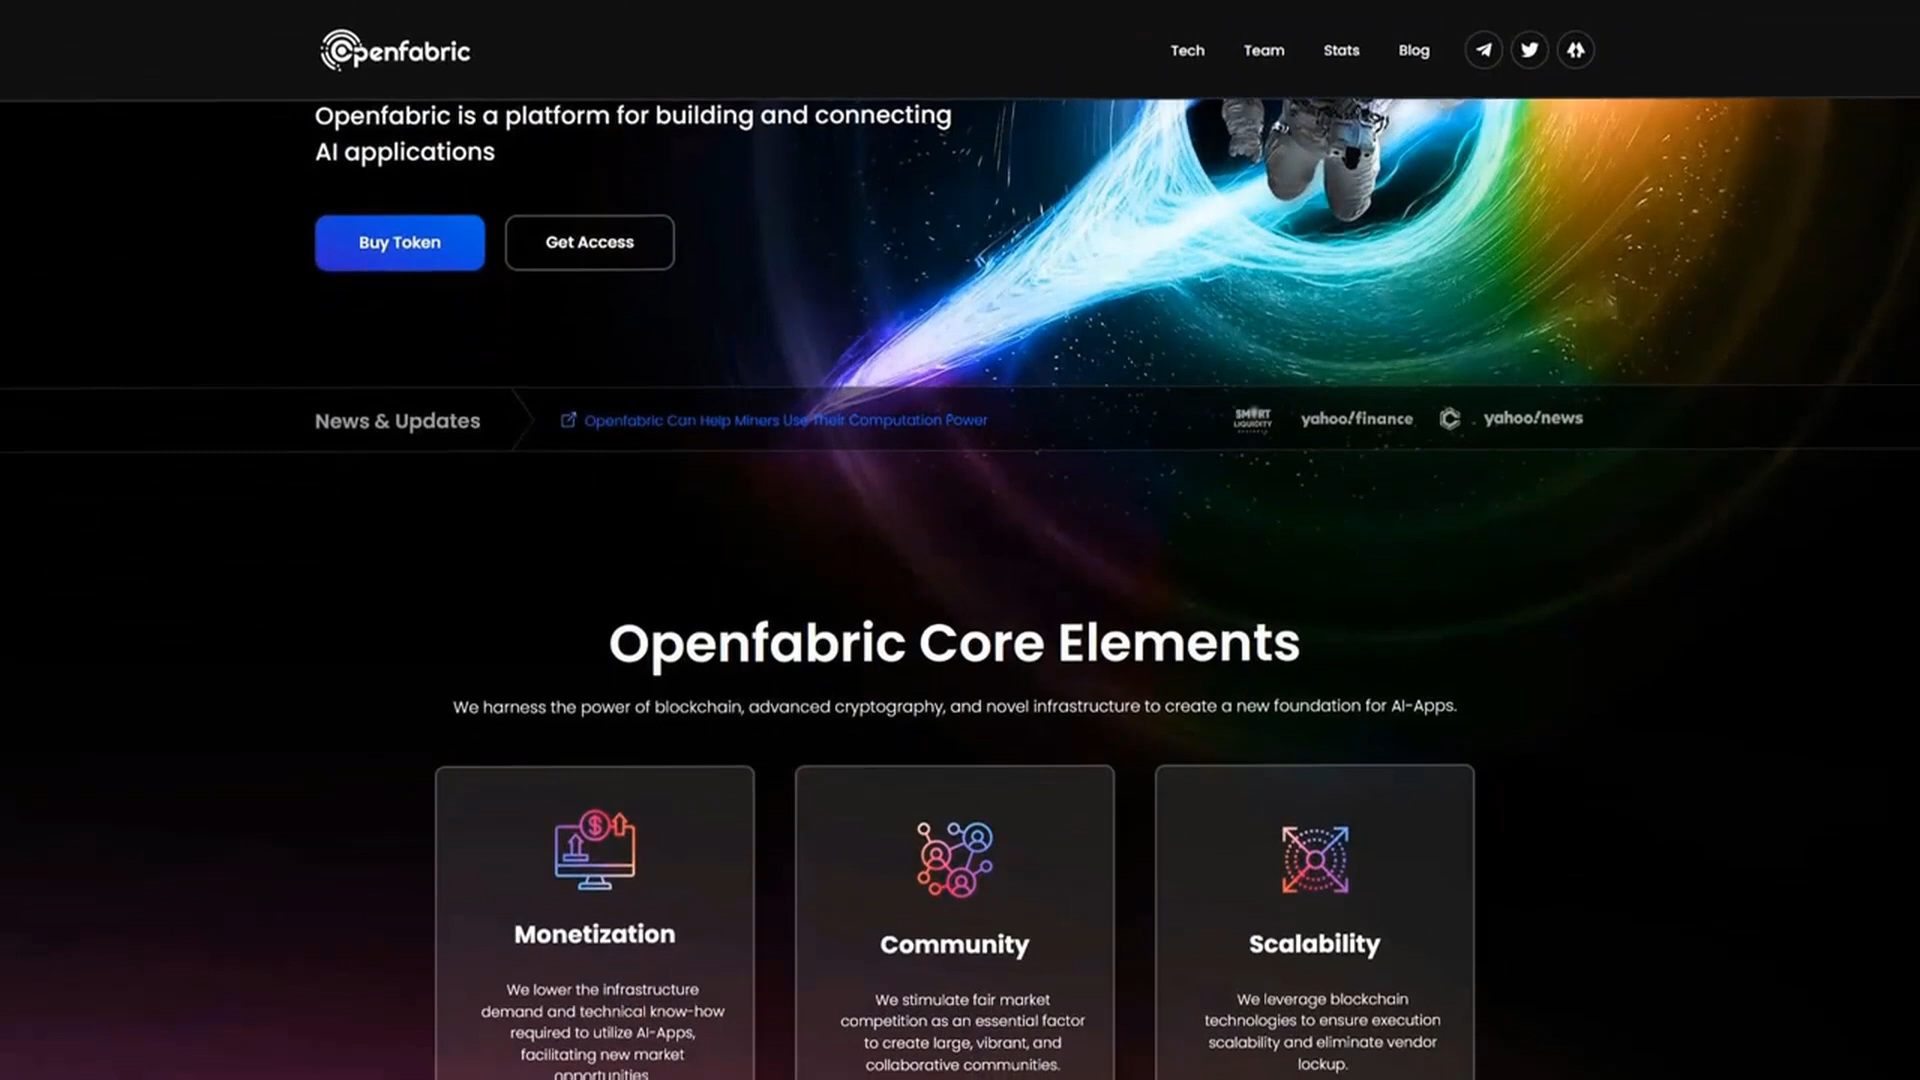 Openfabric
Tech
Team
Stats
Blog
Openfabric is a platform for building and connecting
AI applications
Buy Token
Get Access
News & Updates
Openfabric Can Help Miners Use Their Computation Power
SMART
LIQUIDITY
yahoo!finance
yahoo!news
Openfabric Core Elements
We harness the power of blockchain, advanced cryptography, and novel infrastructure to create a new foundation for AI-Apps.
Monetization
We lower the infrastructure
demand and technical know-how
required to utilize AI-Apps,
facilitating new market
opportunities
Community
We stimulate fair market
competition as an essential factor
to create large, vibrant, and
collaborative communities.
Scalability
We leverage blockchain
technologies to ensure execution
scalability and eliminate vendor
lockup.